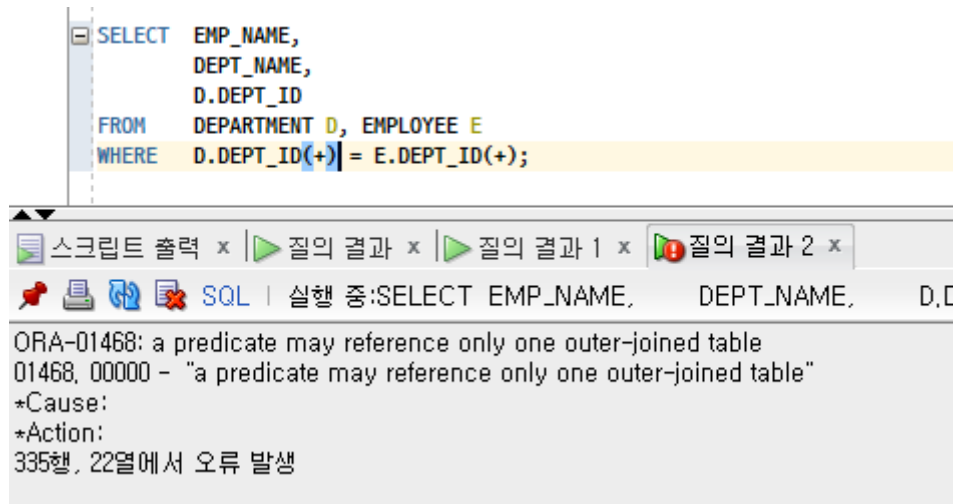 SELECT EMP_NAME,
DEPT_NAME,
D.DEPT_ID
FROM DEPARTMENT D, EMPLOYEE E
WHERE D.DEPT_ID(+) = E.DEPT_ID(+);
스크립트 출력 x 질의 결과 x 질의 결과 1 x 질의 결과 2 x
SQL | 실행 중:SELECT EMP_NAME, DEPT_NAME, D.D
ORA-01468: a predicate may reference only one outer-joined table
01468, 00000 - "a predicate may reference only one outer-joined table"
*Cause:
*Action:
335행, 22열에서 오류 발생